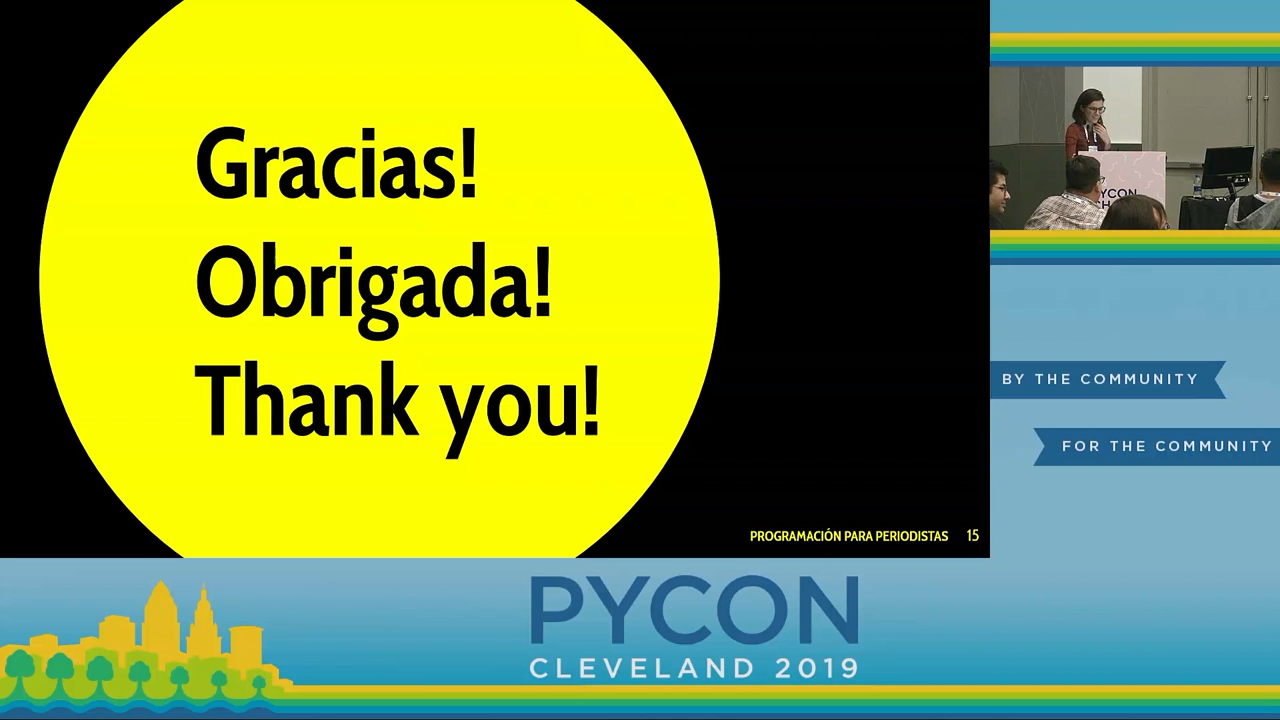 Gracias!
Obrigada!
Thank you!
PROGRAMACIÓN PARA PERIODISTAS 15
BY THE COMMUNITY
FOR THE COMMUNITY
PYCON
CLEVELAND 2019